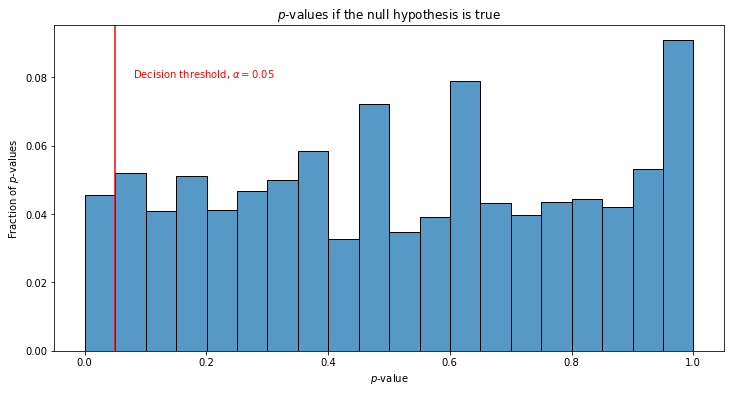 p-values if the null hypothesis is true
Decision threshold, α = 0.05
Fraction of p-values
0.08
0.06
0.04
0.02
0.00
0.0 0.2 0.4 0.6 0.8 1.0
p-value